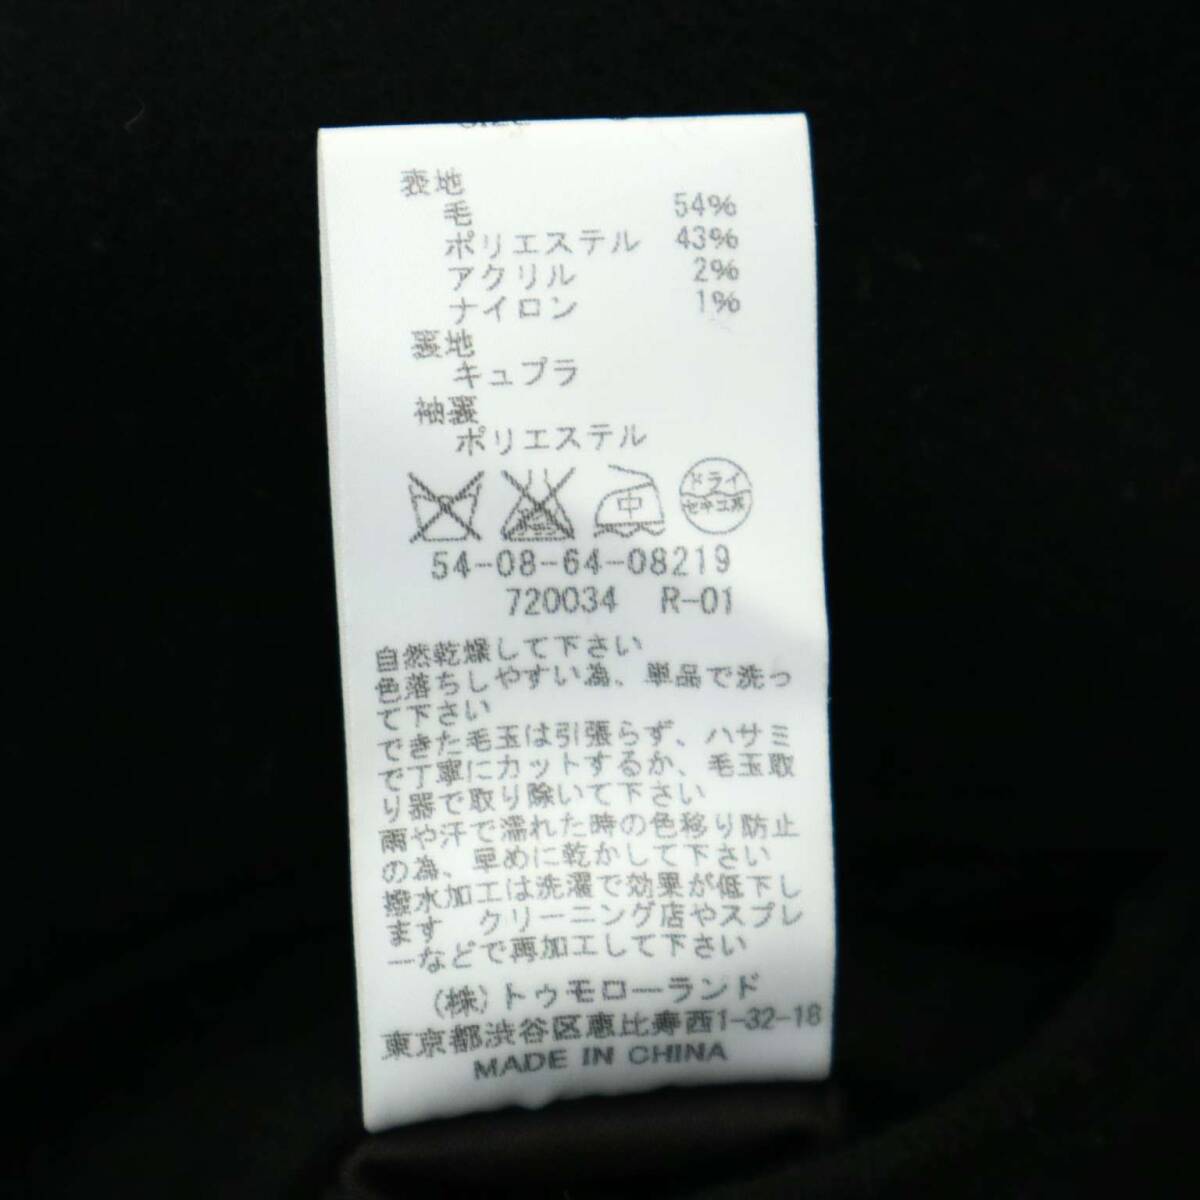 表地
毛 54%
ポリエステル 43%
アクリル 2%
ナイロン 1%
裏地
キュプラ
袖裏
ポリエステル
中 ドライ
セキユ系
54-08-64-08219
720034 R-01
自然乾燥して下さい
色落ちしやすい為、単品で洗っ
て下さい
できた毛玉は引張らず、ハサミ
で丁寧にカットするか、毛玉取
り器で取り除いて下さい
雨や汗で濡れた時の色移り防止
の為、早めに乾かして下さい
撥水加工は洗濯で効果が低下し
ます クリーニング店やスプレ
ーなどで再加工して下さい
(株)トゥモローランド
東京都渋谷区恵比寿西1-32-18
MADE IN CHINA